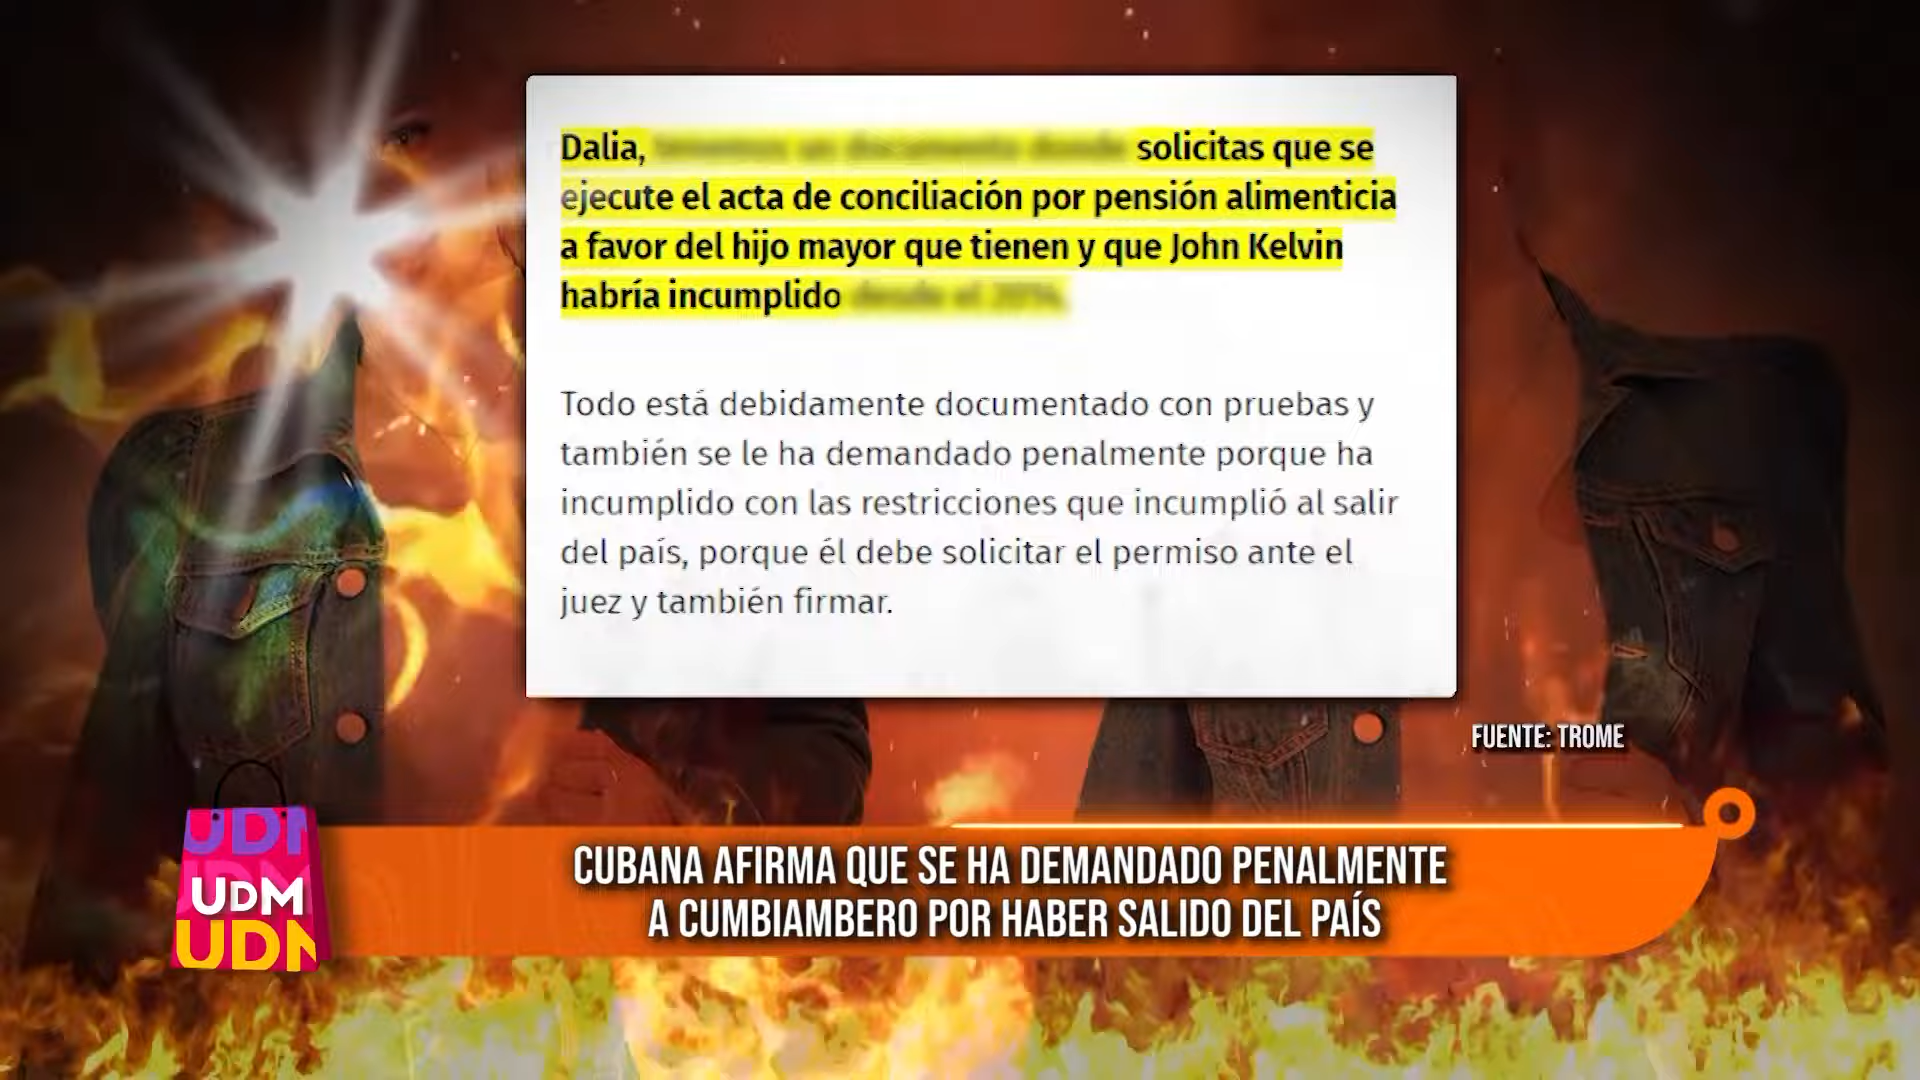 Dalia, solicitas que se
ejecute el acta de conciliación por pensión alimenticia
a favor del hijo mayor que tienen y que John Kelvin
habría incumplido
Todo está debidamente documentado con pruebas y
también se le ha demandado penalmente porque ha
incumplido con las restricciones que incumplió al salir
del país, porque él debe solicitar el permiso ante el
juez y también firmar.
FUENTE: TROME
UDM
UDM
UDM
CUBANA AFIRMA QUE SE HA DEMANDADO PENALMENTE
A CUMBIAMBERO POR HABER SALIDO DEL PAÍS